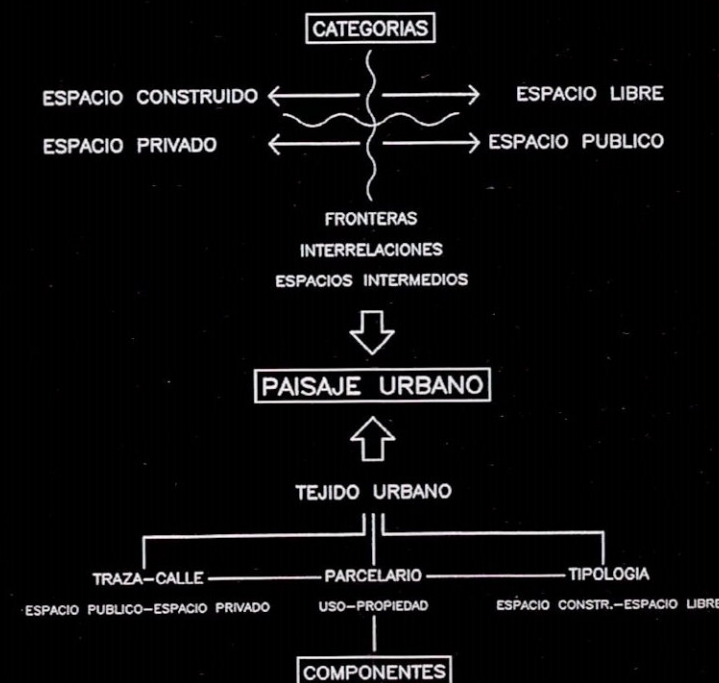 CATEGORIAS
ESPACIO CONSTRUIDO ESPACIO LIBRE
ESPACIO PRIVADO ESPACIO PUBLICO
FRONTERAS
INTERRELACIONES
ESPACIOS INTERMEDIOS
PAISAJE URBANO
TEJIDO URBANO
TRAZA-CALLE PARCELARIO TIPOLOGIA
ESPACIO PUBLICO-ESPACIO PRIVADO USO-PROPIEDAD ESPACIO CONSTR.-ESPACIO LIBRE
COMPONENTES